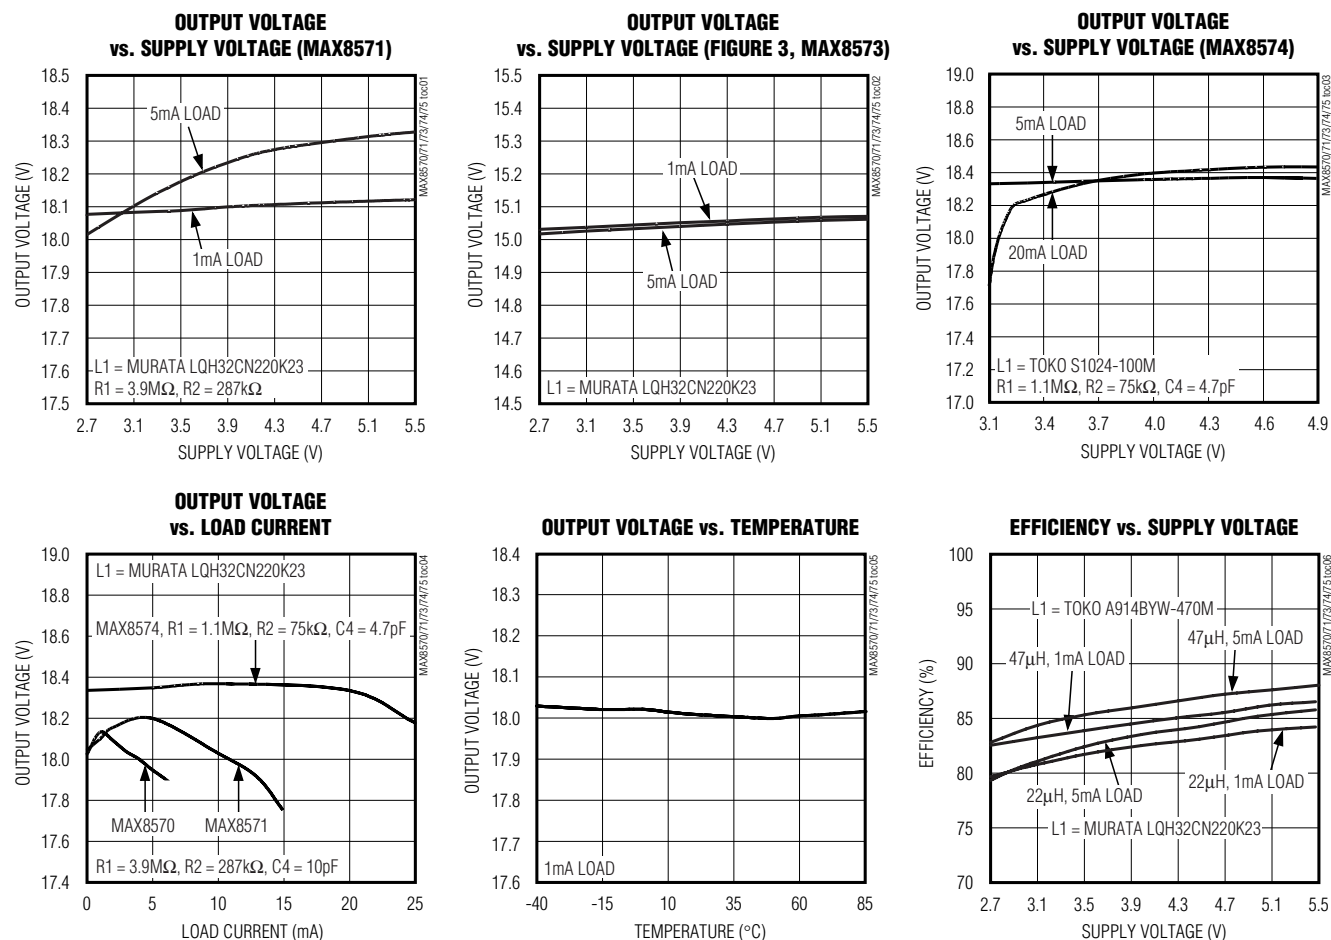 OUTPUT VOLTAGE
vs. SUPPLY VOLTAGE (MAX8571)
18.5
18.4
18.3
18.2
18.1
18.0
17.9
17.8
17.7
17.6
17.5
OUTPUT VOLTAGE (V)
5mA LOAD
1mA LOAD
L1 = MURATA LQH32CN220K23
R1 = 3.9MΩ, R2 = 287kΩ
2.7 3.1 3.5 3.9 4.3 4.7 5.1 5.5
SUPPLY VOLTAGE (V)
MAX8570/71/73/74/75 toc01
OUTPUT VOLTAGE
vs. SUPPLY VOLTAGE (FIGURE 3, MAX8573)
15.5
15.4
15.3
15.2
15.1
15.0
14.9
14.8
14.7
14.6
14.5
OUTPUT VOLTAGE (V)
1mA LOAD
5mA LOAD
L1 = MURATA LQH32CN220K23
2.7 3.1 3.5 3.9 4.3 4.7 5.1 5.5
SUPPLY VOLTAGE (V)
MAX8570/71/73/74/75 toc02
OUTPUT VOLTAGE
vs. SUPPLY VOLTAGE (MAX8574)
19.0
18.8
18.6
18.4
18.2
18.0
17.8
17.6
17.4
17.2
17.0
OUTPUT VOLTAGE (V)
5mA LOAD
20mA LOAD
L1 = TOKO S1024-100M
R1 = 1.1MΩ, R2 = 75kΩ, C4 = 4.7pF
3.1 3.4 3.7 4.0 4.3 4.6 4.9
SUPPLY VOLTAGE (V)
MAX8570/71/73/74/75 toc03
OUTPUT VOLTAGE
vs. LOAD CURRENT
19.0
18.8
18.6
18.4
18.2
18.0
17.8
17.6
17.4
OUTPUT VOLTAGE (V)
L1 = MURATA LQH32CN220K23
MAX8574, R1 = 1.1MΩ, R2 = 75kΩ, C4 = 4.7pF
MAX8570
MAX8571
R1 = 3.9MΩ, R2 = 287kΩ, C4 = 10pF
0 5 10 15 20 25
LOAD CURRENT (mA)
MAX8570/71/73/74/75 toc04
OUTPUT VOLTAGE vs. TEMPERATURE
18.4
18.3
18.2
18.1
18.0
17.9
17.8
17.7
17.6
OUTPUT VOLTAGE (V)
1mA LOAD
-40 -15 10 35 60 85
TEMPERATURE (°C)
MAX8570/71/73/74/75 toc05
EFFICIENCY vs. SUPPLY VOLTAGE
100
95
90
85
80
75
70
EFFICIENCY (%)
L1 = TOKO A914BYW-470M
47μH, 5mA LOAD
47μH, 1mA LOAD
22μH, 5mA LOAD
22μH, 1mA LOAD
L1 = MURATA LQH32CN220K23
2.7 3.1 3.5 3.9 4.3 4.7 5.1 5.5
SUPPLY VOLTAGE (V)
MAX8570/71/73/74/75 toc06